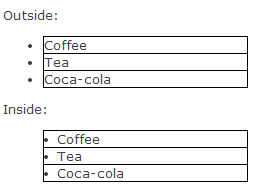 Outside:
• Coffee
• Tea
• Coca-cola
Inside:
• Coffee
• Tea
• Coca-cola